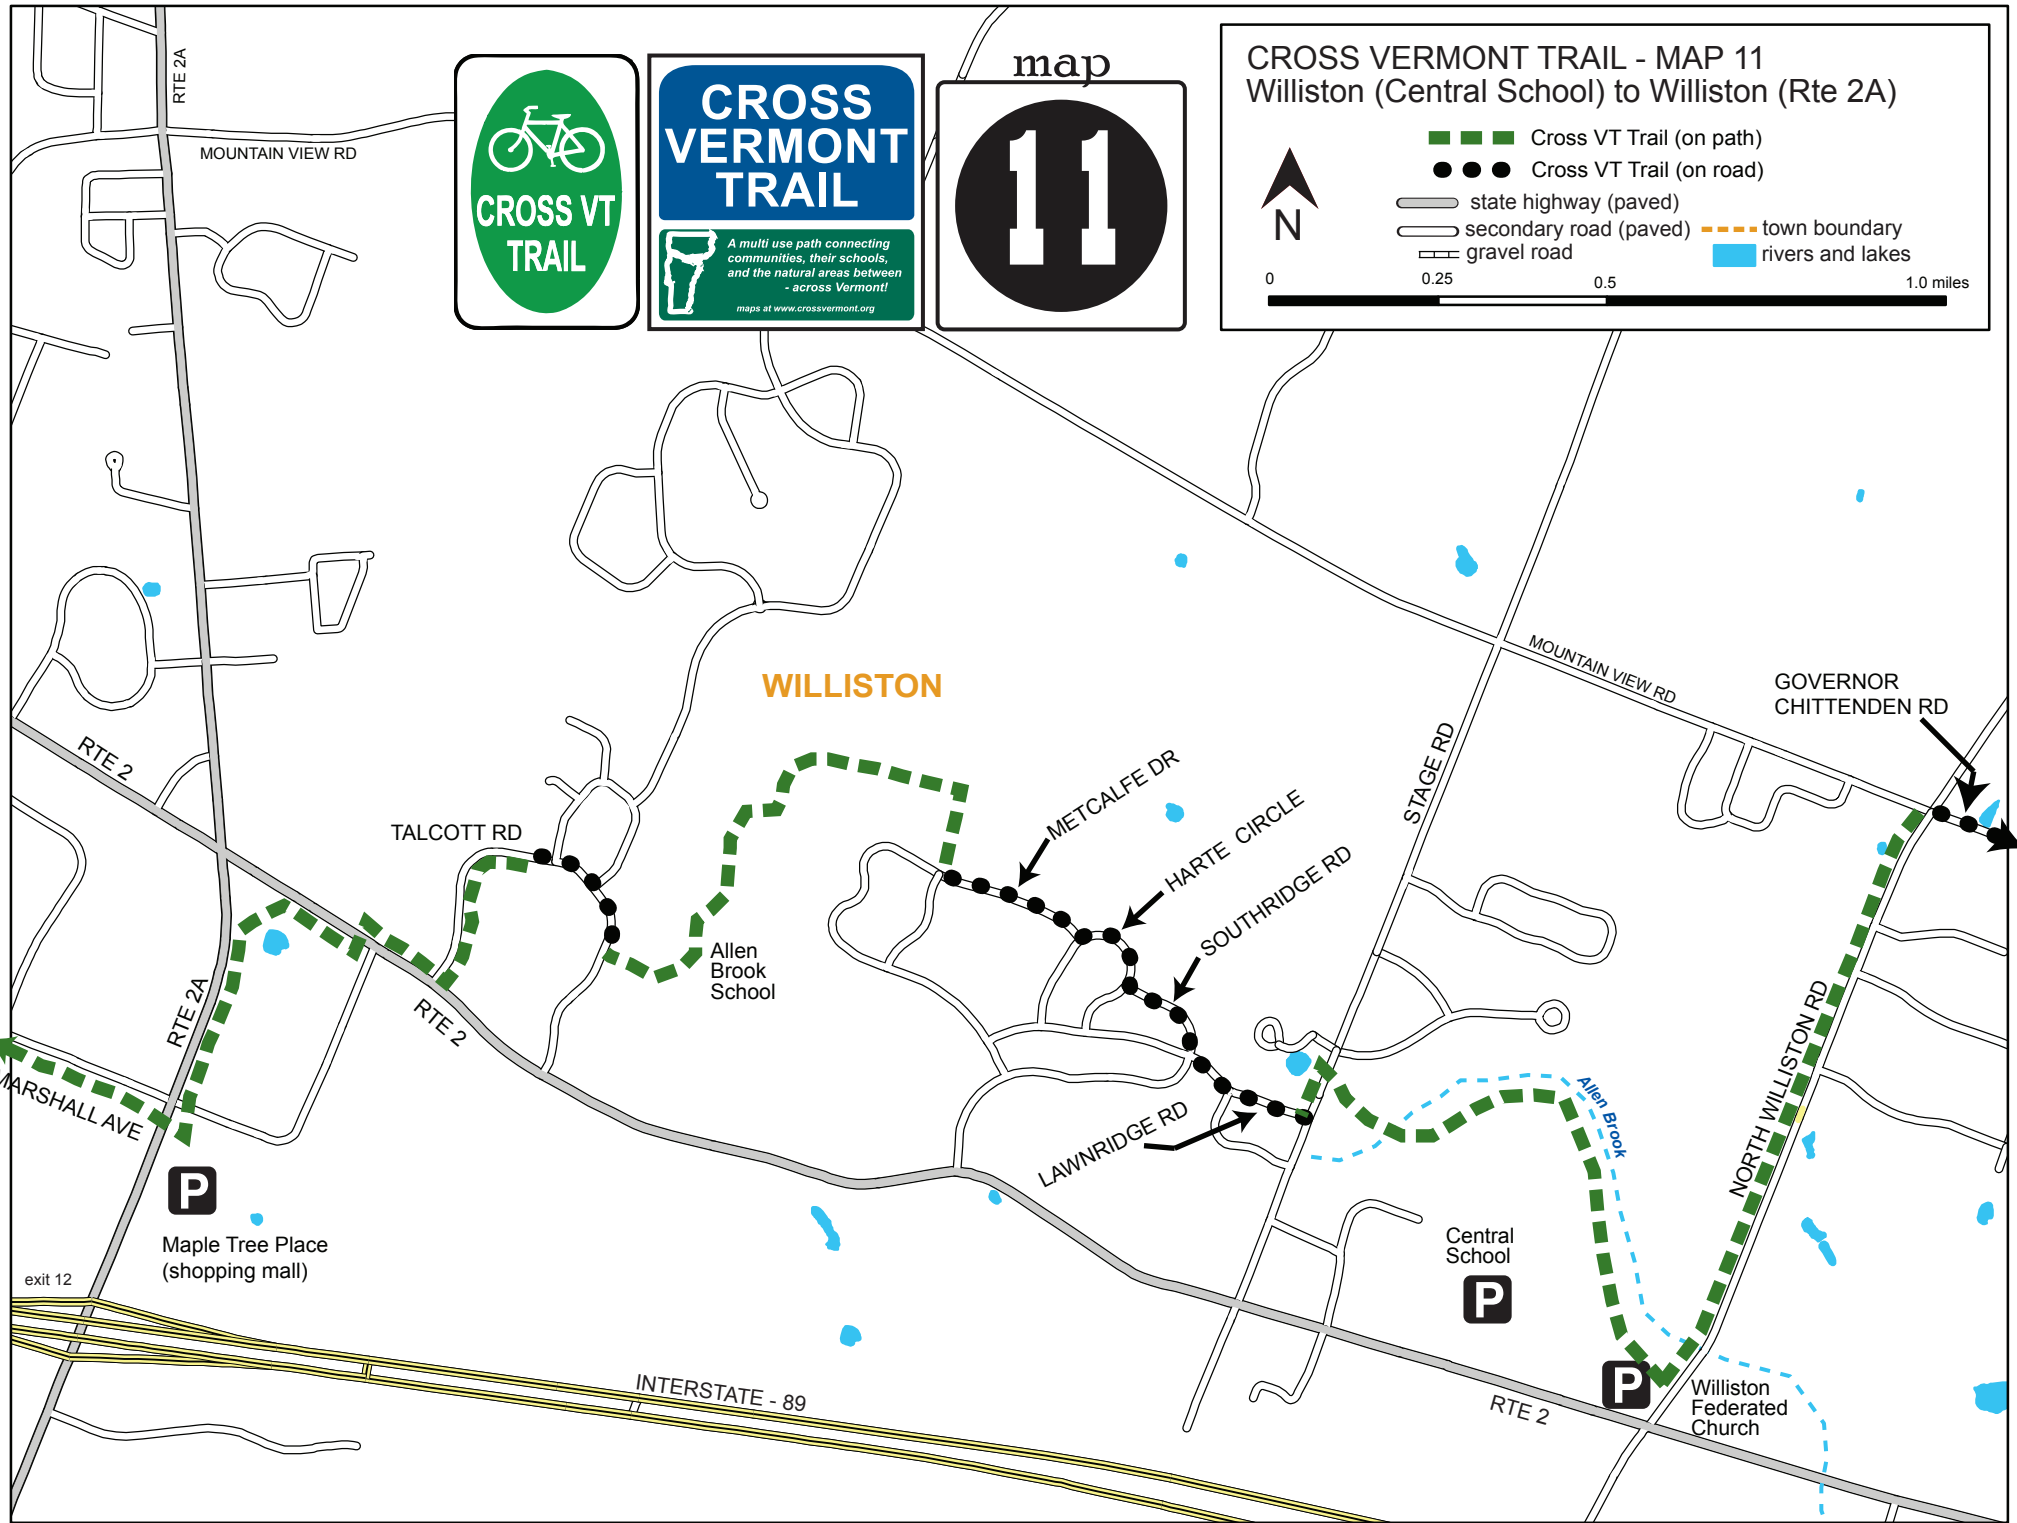 RTE 2A
MOUNTAIN VIEW RD
CROSS VT
TRAIL
CROSS
VERMONT
TRAIL
A multi use path connecting
communities, their schools,
and the natural areas between
- across Vermont!
maps at www.crossvermont.org
map
11
CROSS VERMONT TRAIL - MAP 11
Williston (Central School) to Williston (Rte 2A)
Cross VT Trail (on path)
Cross VT Trail (on road)
state highway (paved)
secondary road (paved)
town boundary
gravel road
rivers and lakes
N
0 0.25 0.5 1.0 miles
WILLISTON
MOUNTAIN VIEW RD
GOVERNOR
CHITTENDEN RD
RTE 2
STAGE RD
METCALFE DR
HARTE CIRCLE
SOUTHRIDGE RD
TALCOTT RD
Allen
Brook
School
RTE 2A
RTE 2
NORTH WILLISTON RD
MARSHALL AVE
LAWNRIDGE RD
Allen Brook
P
Maple Tree Place
(shopping mall)
exit 12
Central
School
P
INTERSTATE - 89
P
Williston
Federated
Church
RTE 2